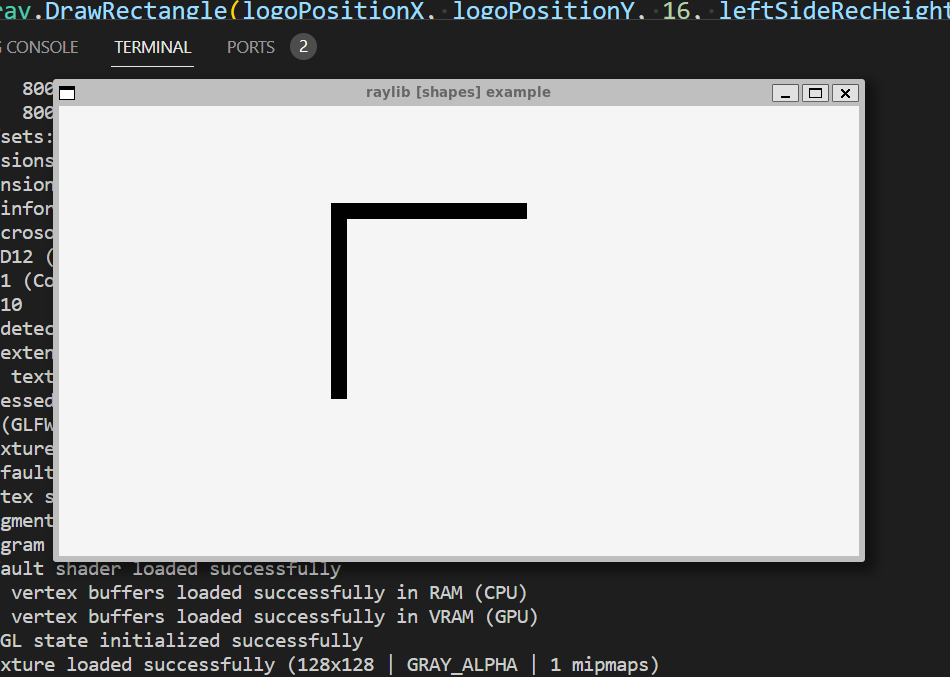 ray.DrawRectangle(logoPositionX, logoPositionY, 16, leftSideRecHeight
CONSOLE TERMINAL PORTS 2
raylib [shapes] example
800
800
sets:
sions
nsion
infor
croso
D12 (
1 (Co
10
detec
exten
text
essed
(GLFW
xture
fault
tex s
gment
gram
ault shader loaded successfully
vertex buffers loaded successfully in RAM (CPU)
vertex buffers loaded successfully in VRAM (GPU)
GL state initialized successfully
xture loaded successfully (128x128 | GRAY_ALPHA | 1 mipmaps)